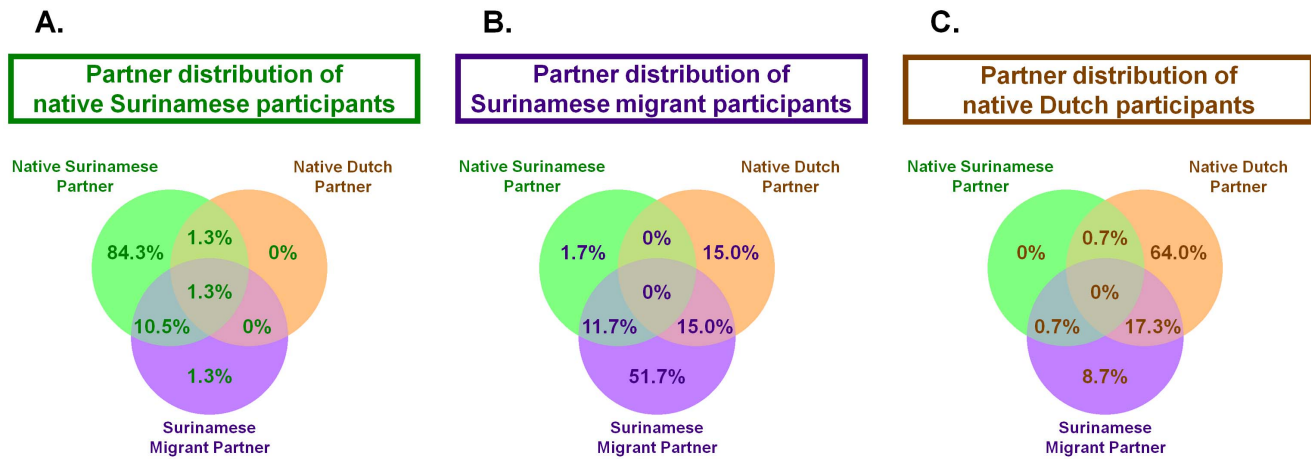 A.
Partner distribution of
native Surinamese participants
Native Surinamese
Partner
Native Dutch
Partner
84.3%
1.3%
0%
1.3%
10.5%
0%
1.3%
Surinamese
Migrant Partner
B.
Partner distribution of
Surinamese migrant participants
Native Surinamese
Partner
Native Dutch
Partner
1.7%
0%
15.0%
0%
11.7%
15.0%
51.7%
Surinamese
Migrant Partner
C.
Partner distribution of
native Dutch participants
Native Surinamese
Partner
Native Dutch
Partner
0%
0.7%
64.0%
0%
0.7%
17.3%
8.7%
Surinamese
Migrant Partner